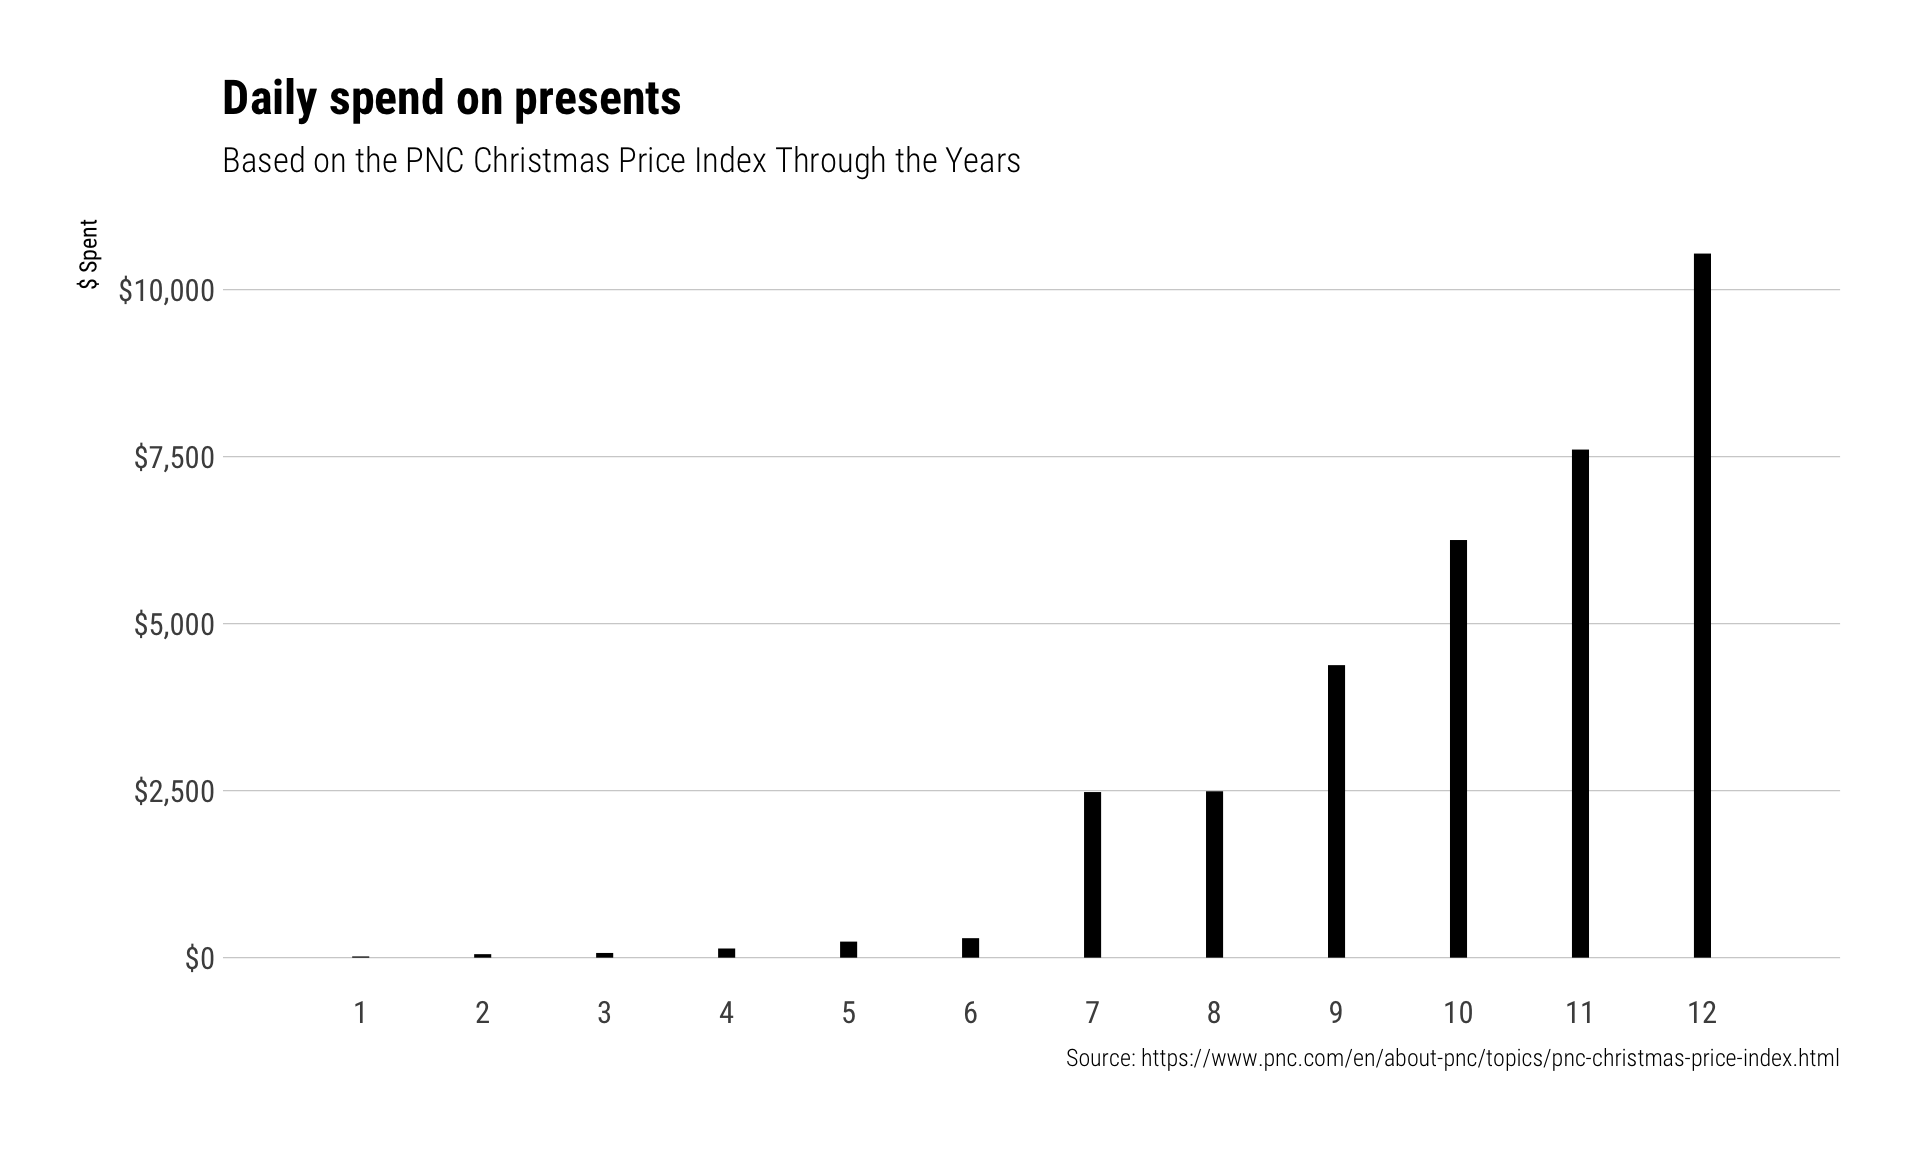 Daily spend on presents
Based on the PNC Christmas Price Index Through the Years
$ Spent
$10,000
$7,500
$5,000
$2,500
$0
1 2 3 4 5 6 7 8 9 10 11 12
Source: https://www.pnc.com/en/about-pnc/topics/pnc-christmas-price-index.html